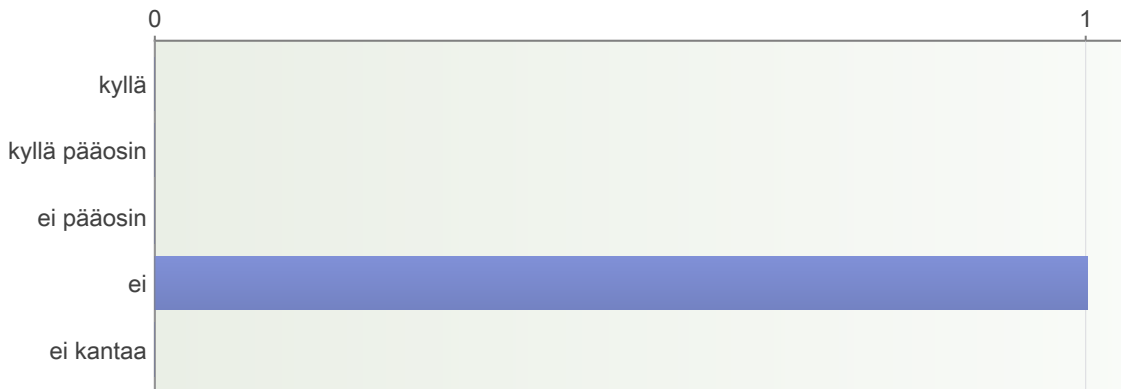 0 1
kyllä
kyllä pääosin
ei pääosin
ei
ei kantaa